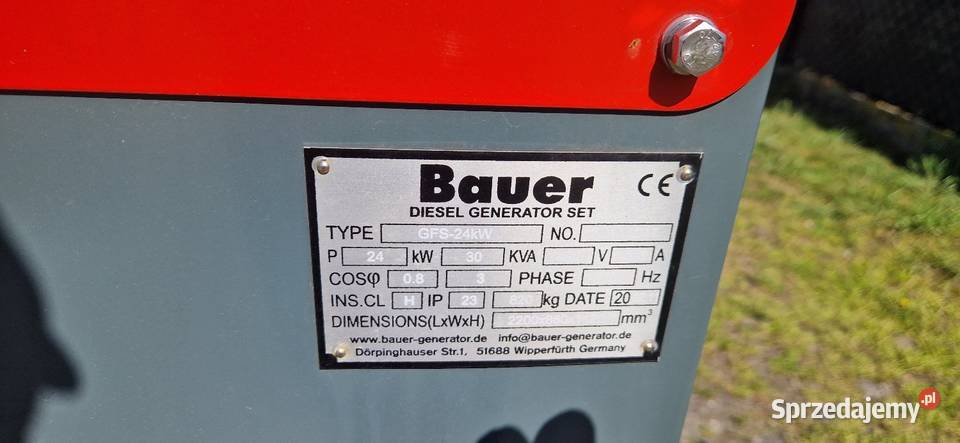 Bauer CE
DIESEL GENERATOR SET
TYPE GFS-24kW NO.
P 24 kW 30 KVA V A
COSφ 0.8 3 PHASE Hz
INS.CL H IP 23 kg DATE 20
DIMENSIONS(LxWxH) mm³
www.bauer-generator.de info@bauer-generator.de
Dörpinghauser Str.1, 51688 Wipperfürth Germany
Sprzedajemy.pl